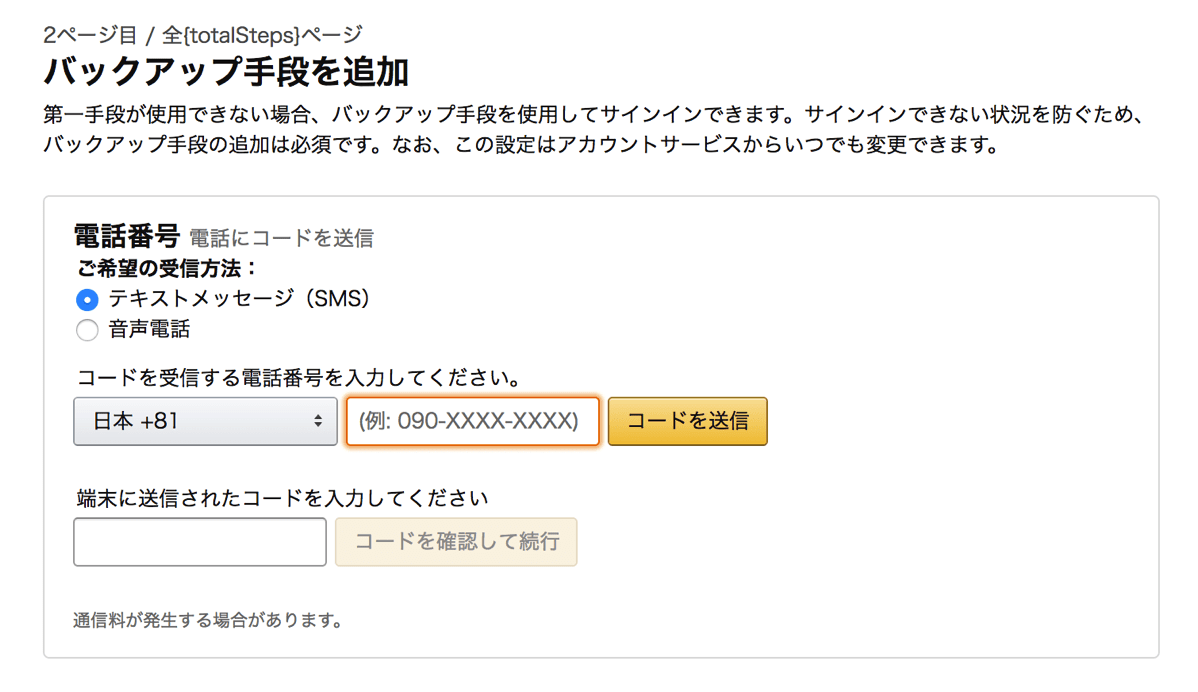 2ページ目 / 全{totalSteps}ページ
バックアップ手段を追加
第一手段が使用できない場合、バックアップ手段を使用してサインインできます。サインインできない状況を防ぐため、
バックアップ手段の追加は必須です。なお、この設定はアカウントサービスからいつでも変更できます。
電話番号 電話にコードを送信
ご希望の受信方法：
テキストメッセージ（SMS）
音声電話
コードを受信する電話番号を入力してください。
日本 +81 (例: 090-XXXX-XXXX) コードを送信
端末に送信されたコードを入力してください
コードを確認して続行
通信料が発生する場合があります。